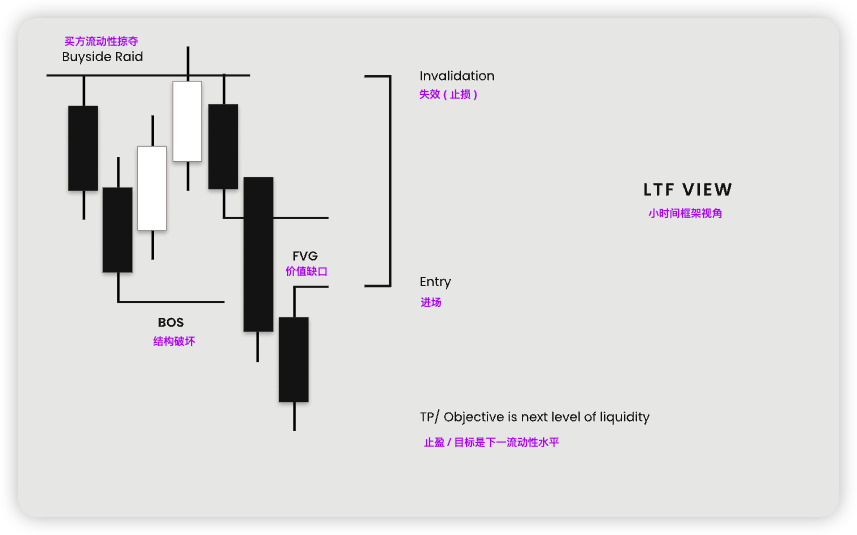 买方流动性掠夺
Buyside Raid
Invalidation
失效 ( 止损 )
LTF VIEW
小时间框架视角
FVG
价值缺口
Entry
进场
BOS
结构破坏
TP/ Objective is next level of liquidity
止盈 / 目标是下一流动性水平